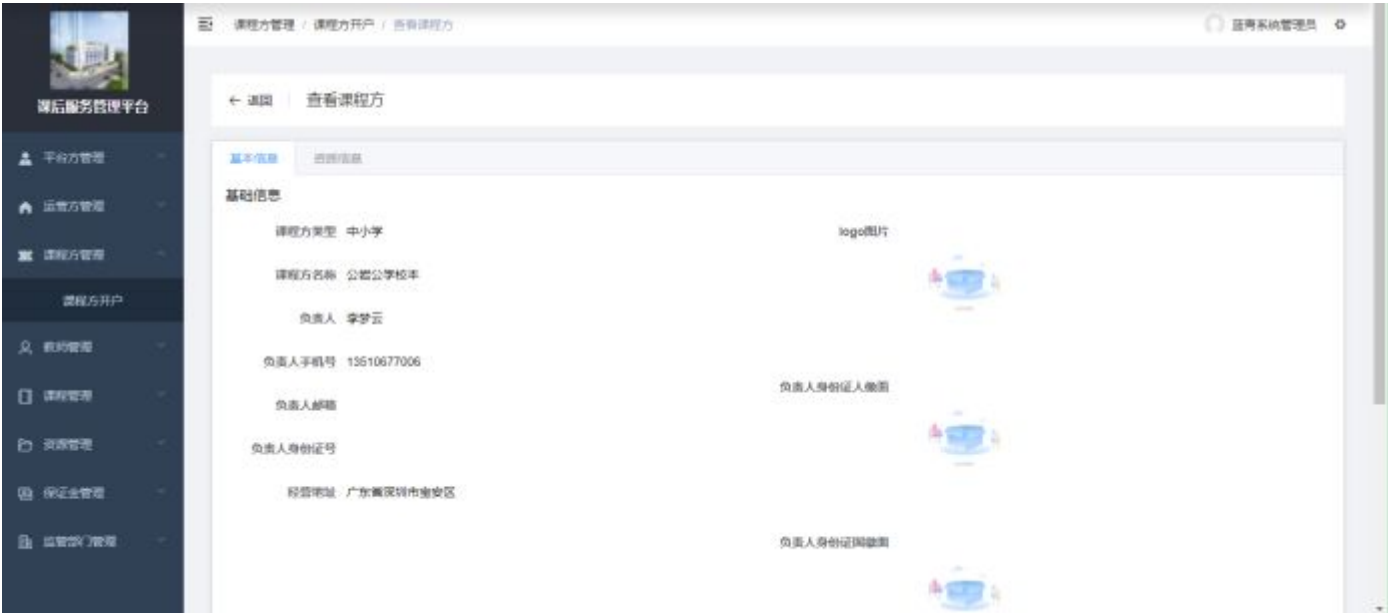 课程方管理 / 课程方开户 / 查看课程方
蓝青系统管理员
课后服务管理平台
← 返回 查看课程方
平台方管理
运营方管理
课程方管理
课程方开户
教师管理
课程管理
资源管理
保证金管理
监管部门管理
基本信息 资质信息
基础信息
课程方类型 中小学
logo图片
课程方名称 公岩公学校本
负责人 李梦云
负责人手机号 13510677006
负责人身份证人像面
负责人邮箱
负责人身份证号
经营地址 广东省深圳市宝安区
负责人身份证国徽面